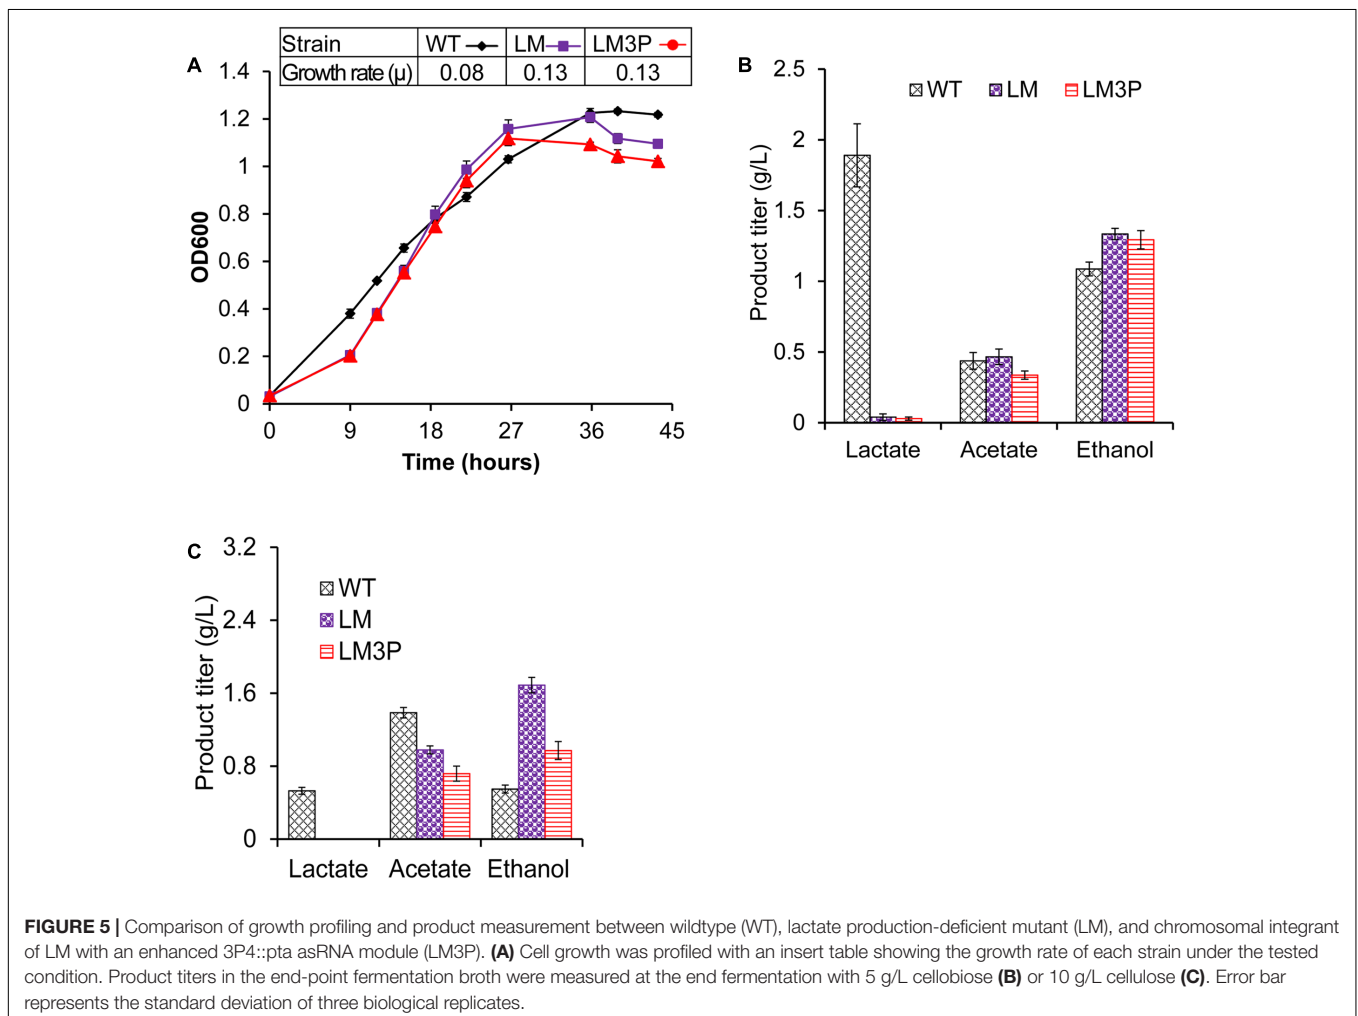 Strain WT LM LM3P
Growth rate (µ) 0.08 0.13 0.13
A
1.4
1.2
1
0.8
0.6
0.4
0.2
0
OD600
0 9 18 27 36 45
Time (hours)
B
2.5
2
1.5
1
0.5
0
Product titer (g/L)
WT LM LM3P
Lactate Acetate Ethanol
C
3.2
2.4
1.6
0.8
0
Product titer (g/L)
WT
LM
LM3P
Lactate Acetate Ethanol
FIGURE 5 | Comparison of growth profiling and product measurement between wildtype (WT), lactate production-deficient mutant (LM), and chromosomal integrant
of LM with an enhanced 3P4::pta asRNA module (LM3P). (A) Cell growth was profiled with an insert table showing the growth rate of each strain under the tested
condition. Product titers in the end-point fermentation broth were measured at the end fermentation with 5 g/L cellobiose (B) or 10 g/L cellulose (C). Error bar
represents the standard deviation of three biological replicates.